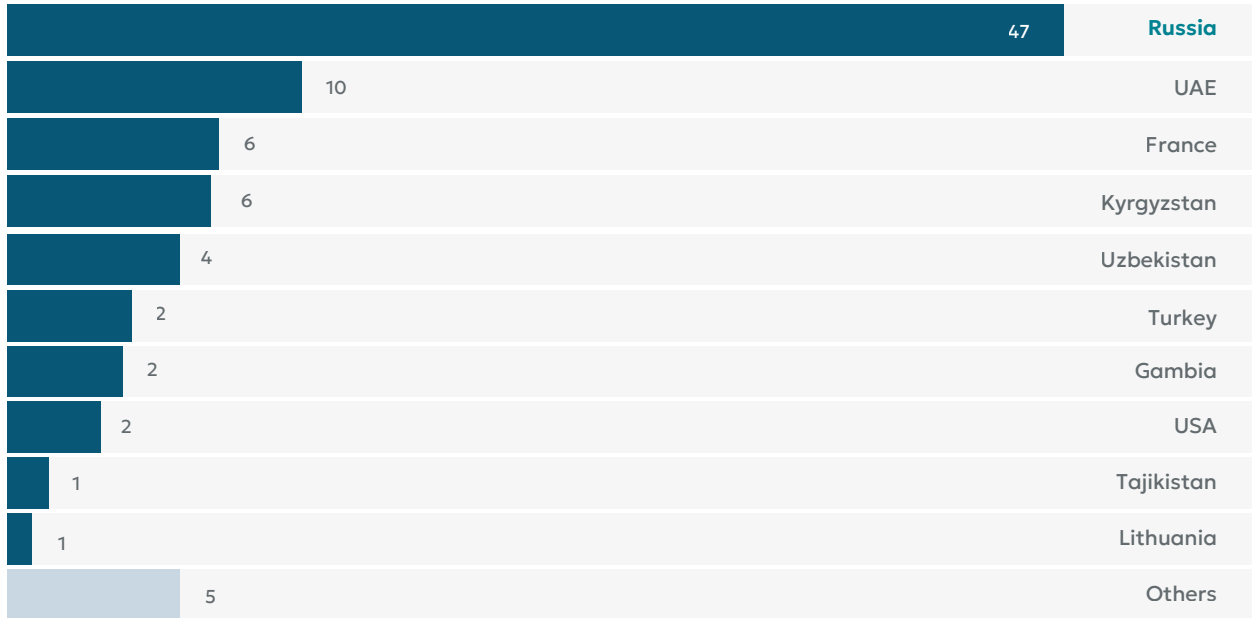 47 Russia
10 UAE
6 France
6 Kyrgyzstan
4 Uzbekistan
2 Turkey
2 Gambia
2 USA
1 Tajikistan
1 Lithuania
5 Others